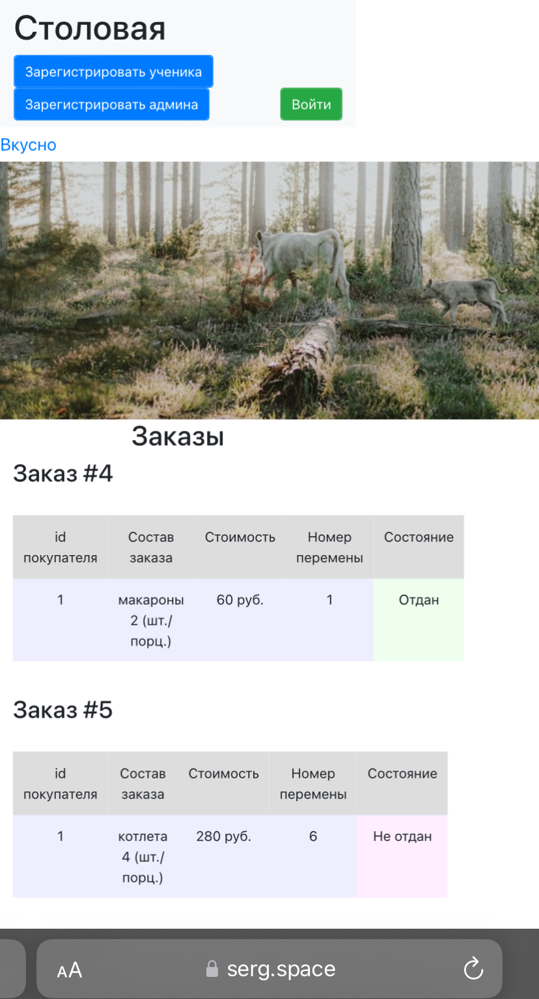 Столовая
Зарегистрировать ученика
Зарегистрировать админа
Войти
Вкусно
Заказы
Заказ #4
id покупателя
Состав заказа
Стоимость
Номер перемены
Состояние
1
макароны 2 (шт./порц.)
60 руб.
1
Отдан
Заказ #5
id покупателя
Состав заказа
Стоимость
Номер перемены
Состояние
1
котлета 4 (шт./порц.)
280 руб.
6
Не отдан
AA
serg.space